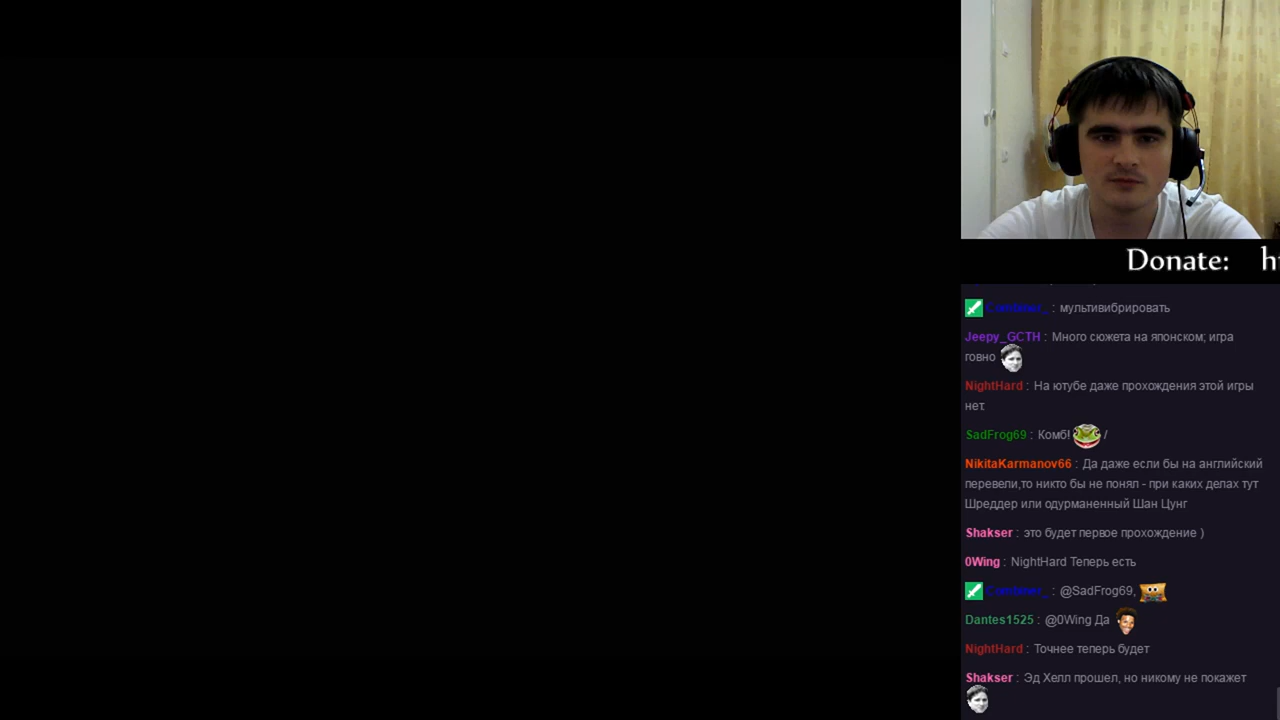 Donate:
: мультивибрировать
Jeepy_GCTH : Много сюжета на японском; игра
говно
NightHard : На ютубе даже прохождения этой игры
нет.
SadFrog69 : Комб! /
NikitaKarmanov66 : Да даже если бы на английский
перевели,то никто бы не понял - при каких делах тут
Шреддер или одурманенный Шан Цунг
Shakser : это будет первое прохождение )
0Wing : NightHard Теперь есть
: @SadFrog69,
Dantes1525 : @0Wing Да
NightHard : Точнее теперь будет
Shakser : Эд Хелл прошел, но никому не покажет